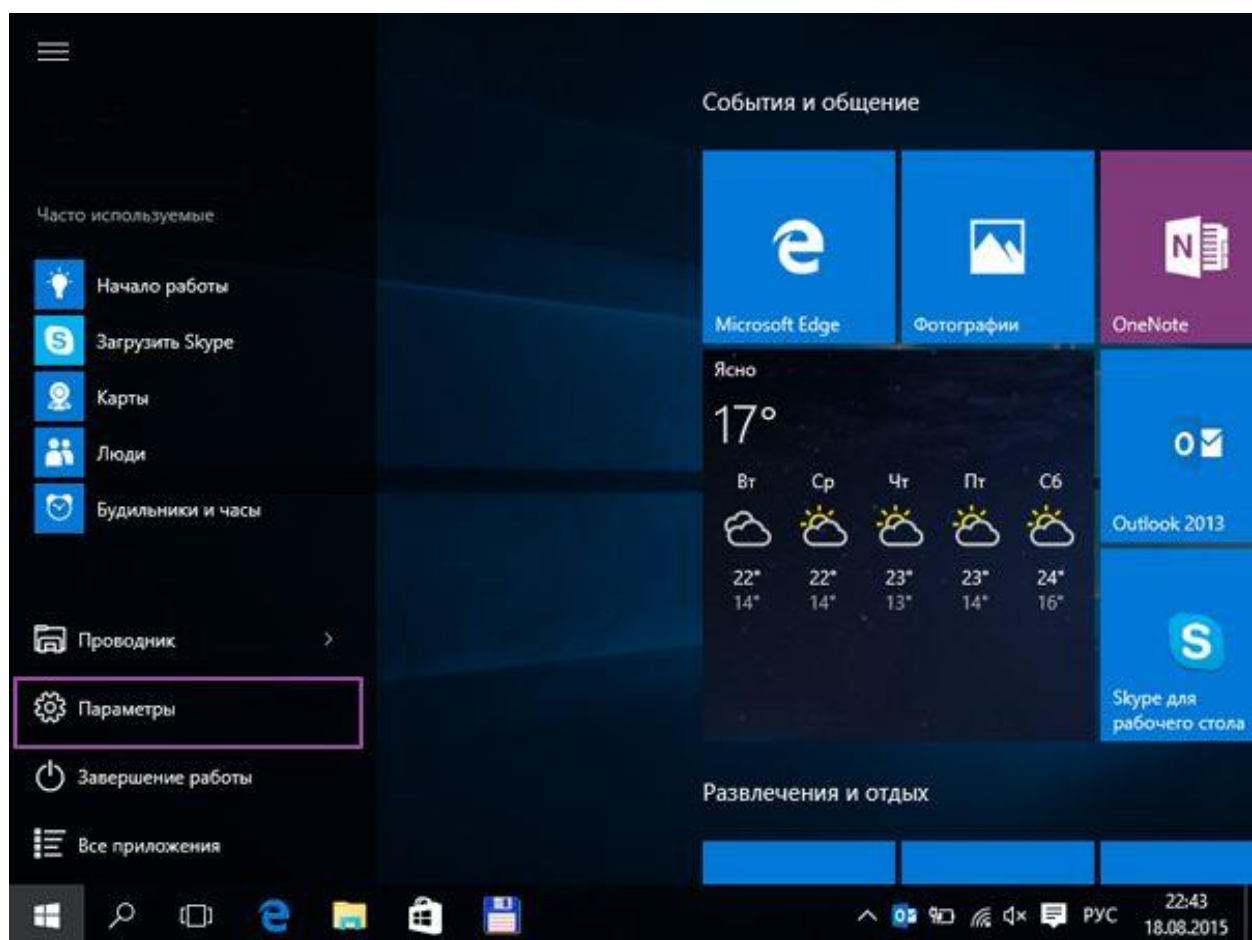 Часто используемые
Начало работы
Загрузить Skype
Карты
Люди
Будильники и часы
Проводник
Параметры
Завершение работы
Все приложения
События и общение
Microsoft Edge
Фотографии
N
OneNote
Ясно
17°
Вт Ср Чт Пт Сб
22° 22° 23° 23° 24°
14° 14° 13° 14° 16°
Outlook 2013
Skype для
рабочего стола
Развлечения и отдых
РУС
22:43
18.08.2015